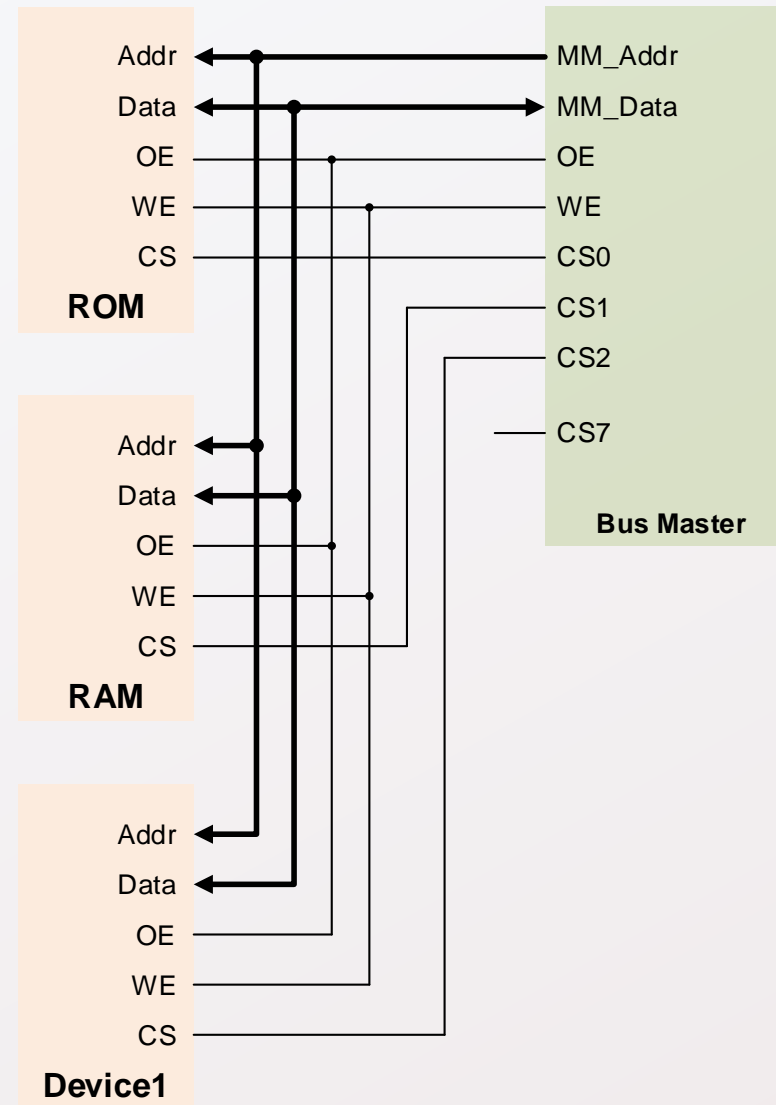 Addr
Data
OE
WE
CS
ROM
Addr
Data
OE
WE
CS
RAM
Addr
Data
OE
WE
CS
Device1
MM_Addr
MM_Data
OE
WE
CS0
CS1
CS2
CS7
Bus Master